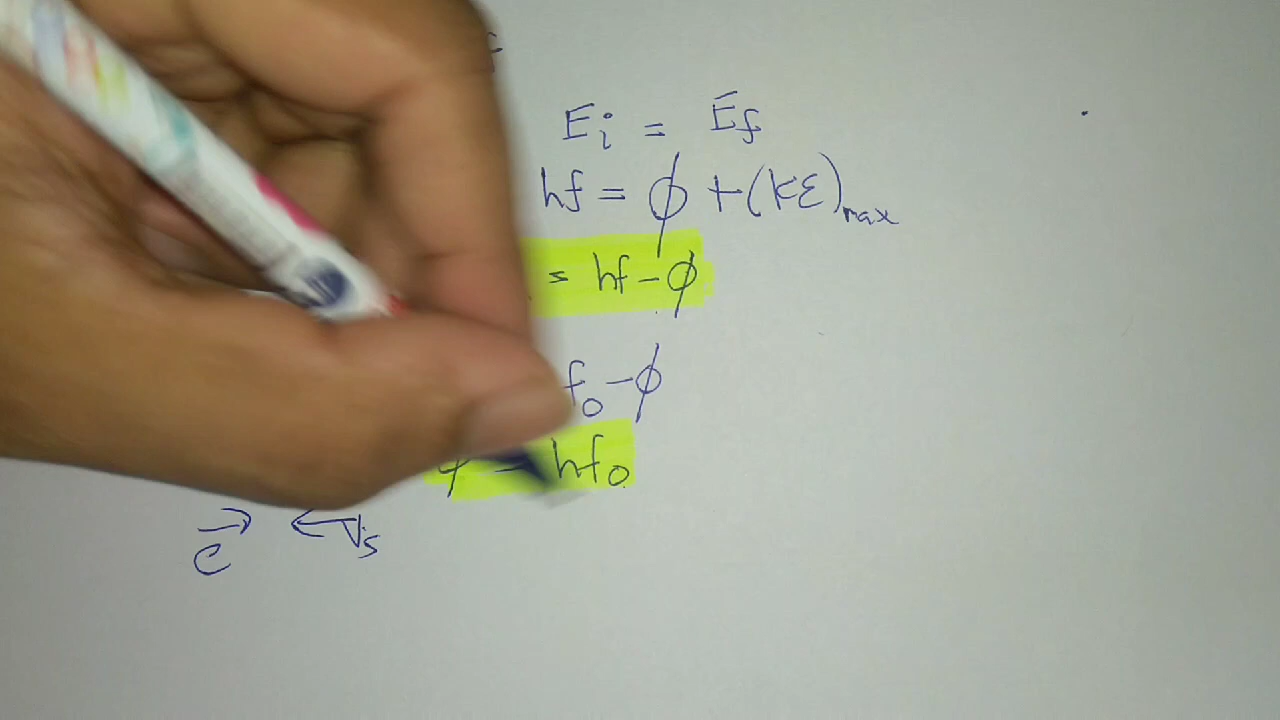 Ei = Ef
hf = ϕ + (KE)max
= hf - ϕ
f0 - ϕ
ϕ = hf0
e Vs